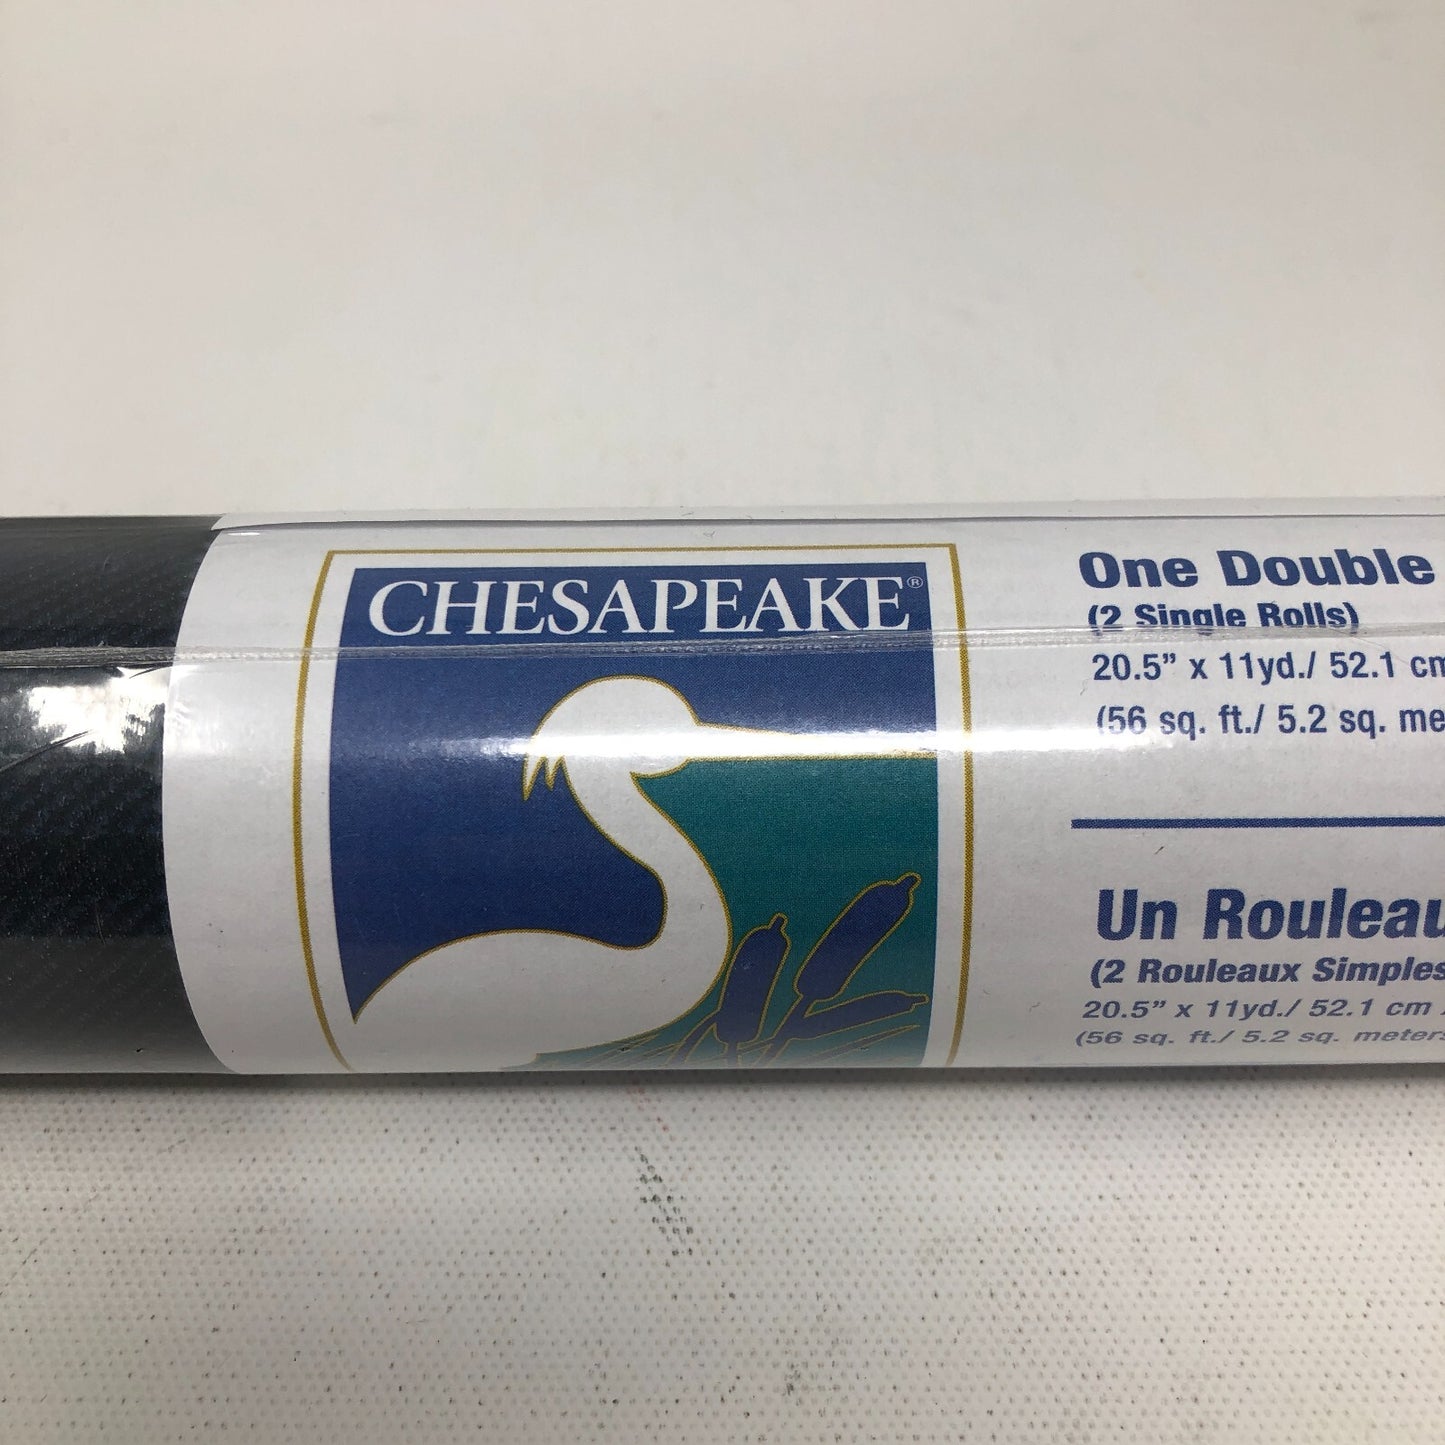 CHESAPEAKE®
One Double
(2 Single Rolls)
20.5" x 11yd./ 52.1 cm
(56 sq. ft./ 5.2 sq. me
Un Rouleau
(2 Rouleaux Simples
20.5" x 11yd./ 52.1 cm
(56 sq. ft./ 5.2 sq. meters